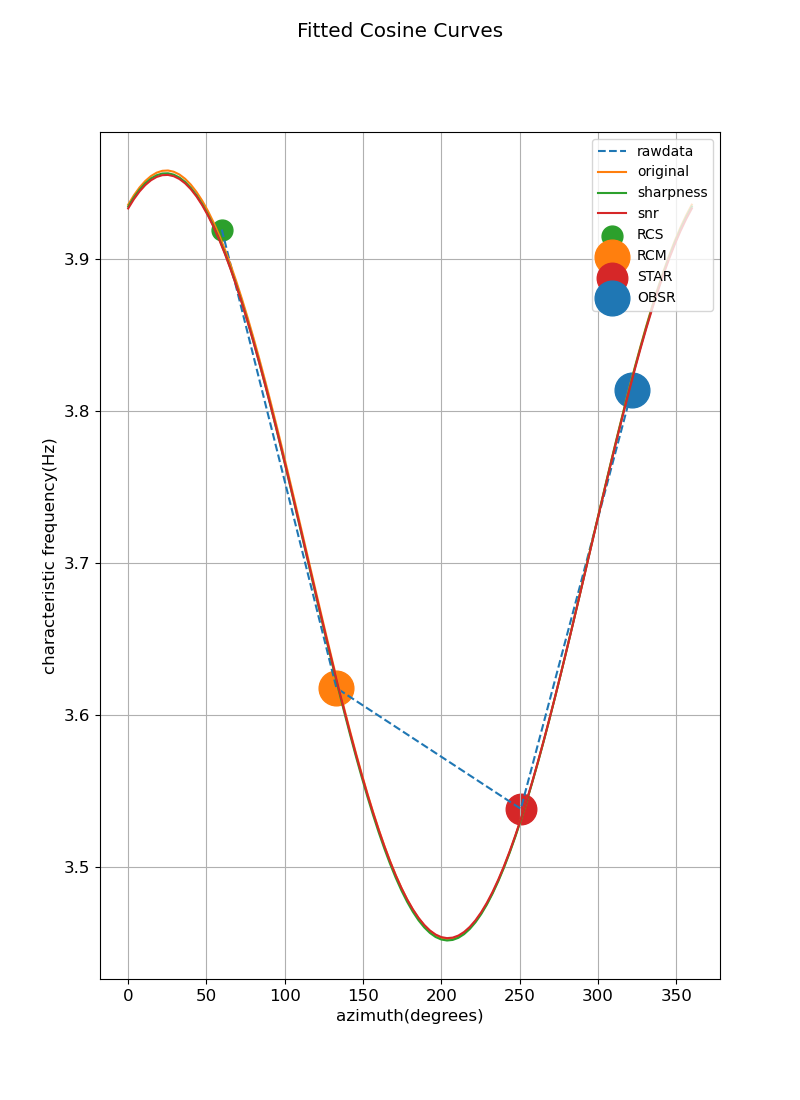 Fitted Cosine Curves
rawdata
original
sharpness
snr
RCS
RCM
STAR
OBSR
characteristic frequency(Hz)
3.9
3.8
3.7
3.6
3.5
0 50 100 150 200 250 300 350
azimuth(degrees)